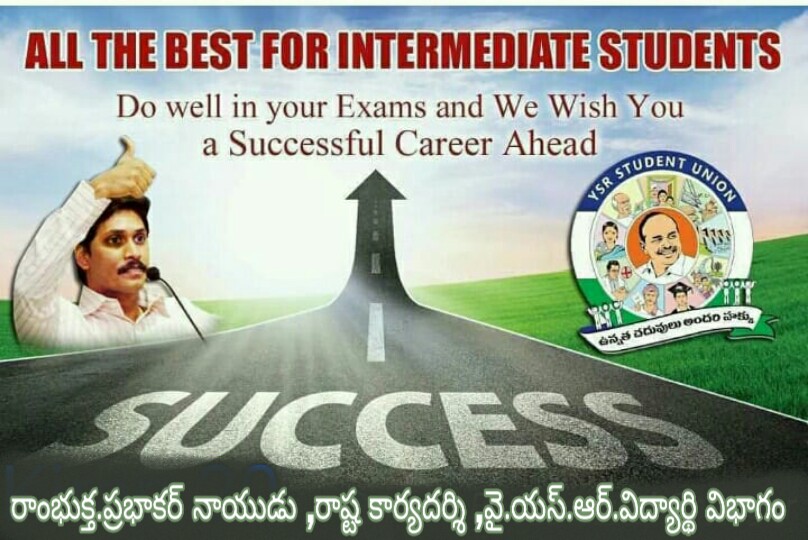 ALL THE BEST FOR INTERMEDIATE STUDENTS
Do well in your Exams and We Wish You
a Successful Career Ahead
YSR STUDENT UNION
ఉన్నత చదువులు అందరి హక్కు
SUCCESS
రాంభుక్త.ప్రభాకర్ నాయుడు ,రాష్ట కార్యదర్శి ,వై.యస్.ఆర్.విద్యార్థి విభాగం